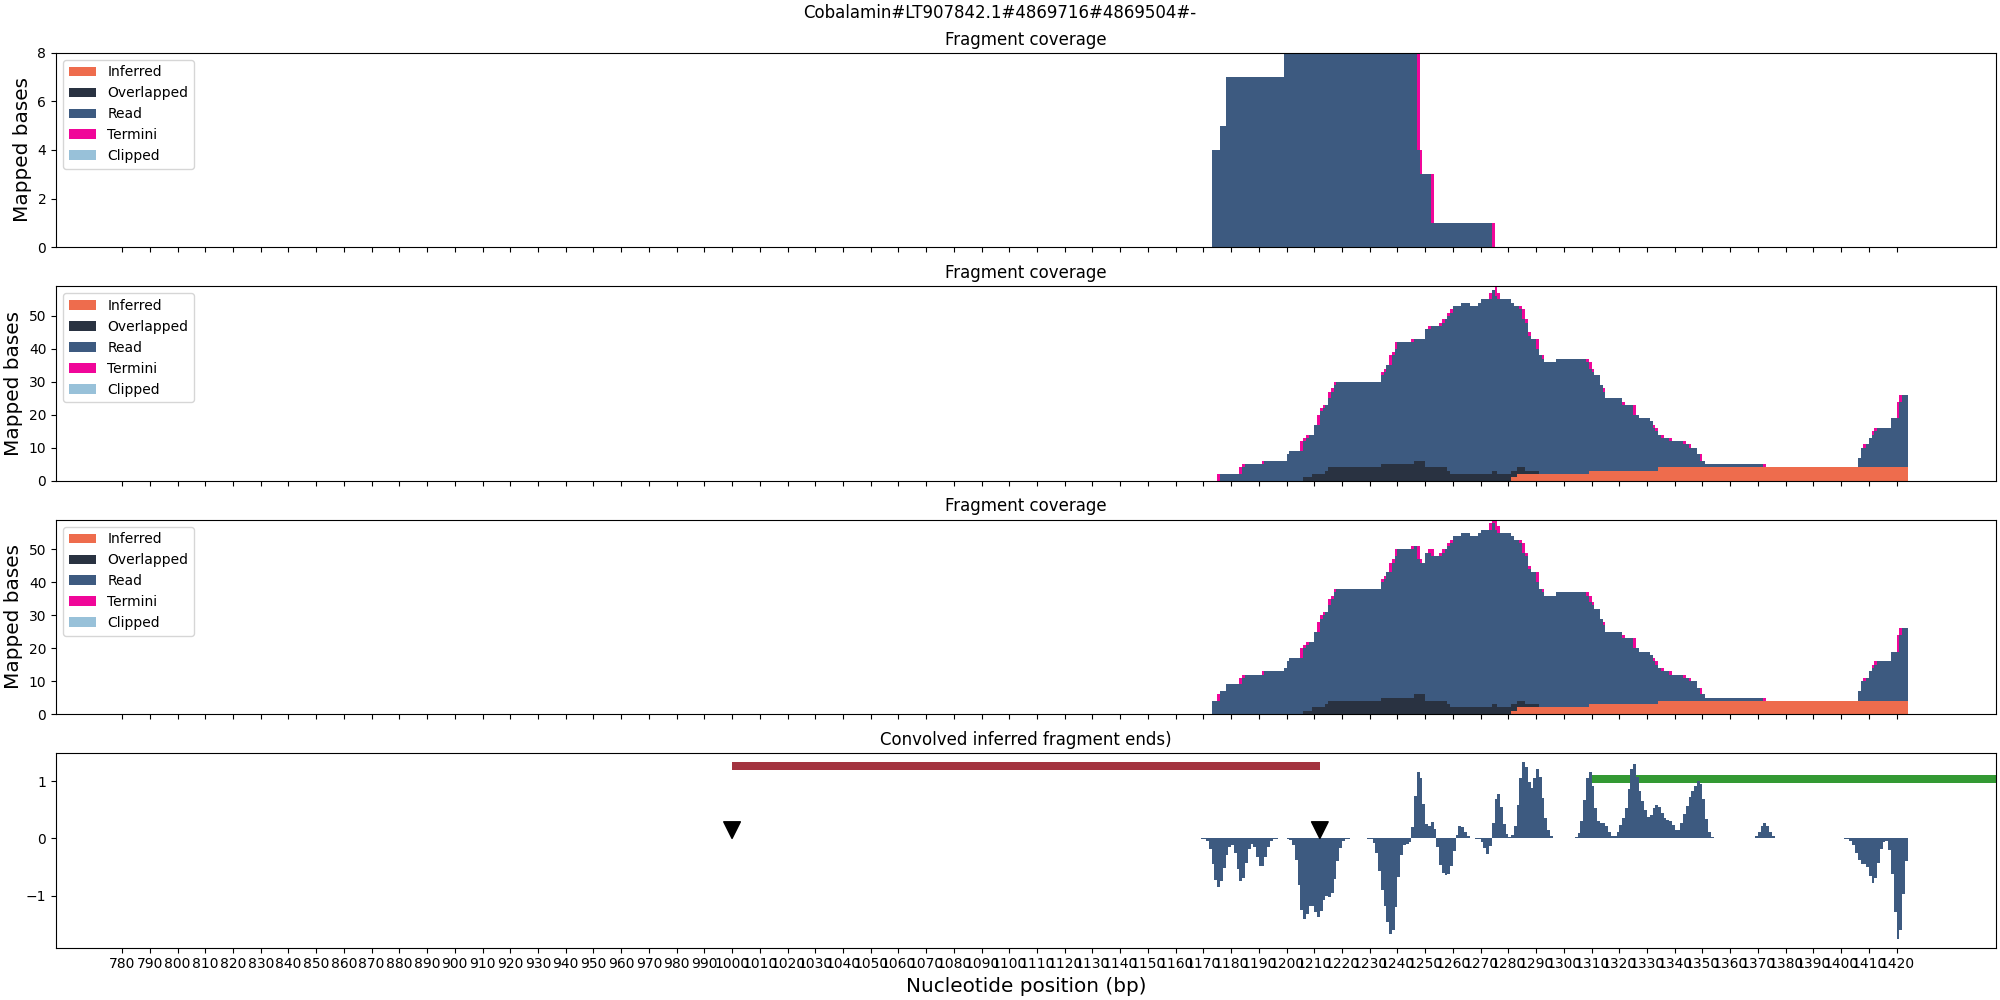 Cobalamin#LT907842.1#4869716#4869504#-
Fragment coverage
Mapped bases
8
6
4
2
0
Inferred
Overlapped
Read
Termini
Clipped
Fragment coverage
Mapped bases
50
40
30
20
10
0
Inferred
Overlapped
Read
Termini
Clipped
Fragment coverage
Mapped bases
50
40
30
20
10
0
Inferred
Overlapped
Read
Termini
Clipped
Convolved inferred fragment ends)
1
0
−1
780 790 800 810 820 830 840 850 860 870 880 890 900 910 920 930 940 950 960 970 980 990 1000 1010 1020 1030 1040 1050 1060 1070 1080 1090 1100 1110 1120 1130 1140 1150 1160 1170 1180 1190 1200 1210 1220 1230 1240 1250 1260 1270 1280 1290 1300 1310 1320 1330 1340 1350 1360 1370 1380 1390 1400 1410 1420
Nucleotide position (bp)